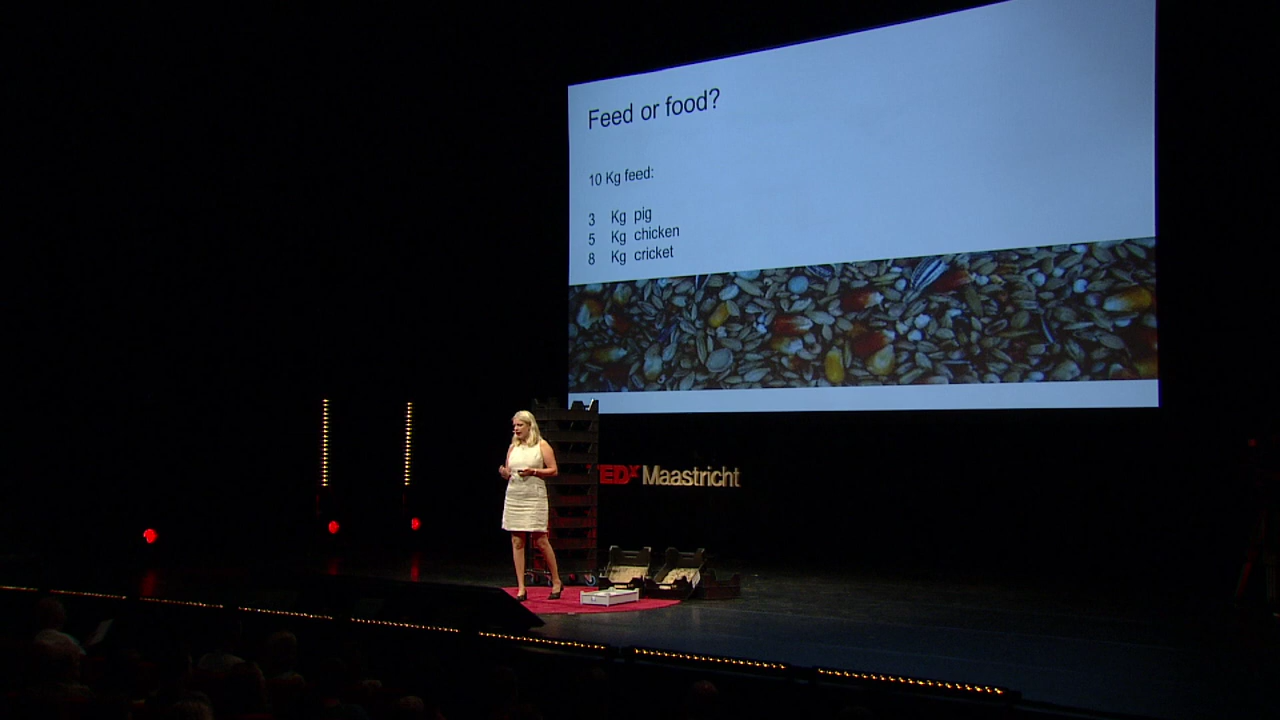 Feed or food?
10 Kg feed:
3 Kg pig
5 Kg chicken
8 Kg cricket
TEDx Maastricht